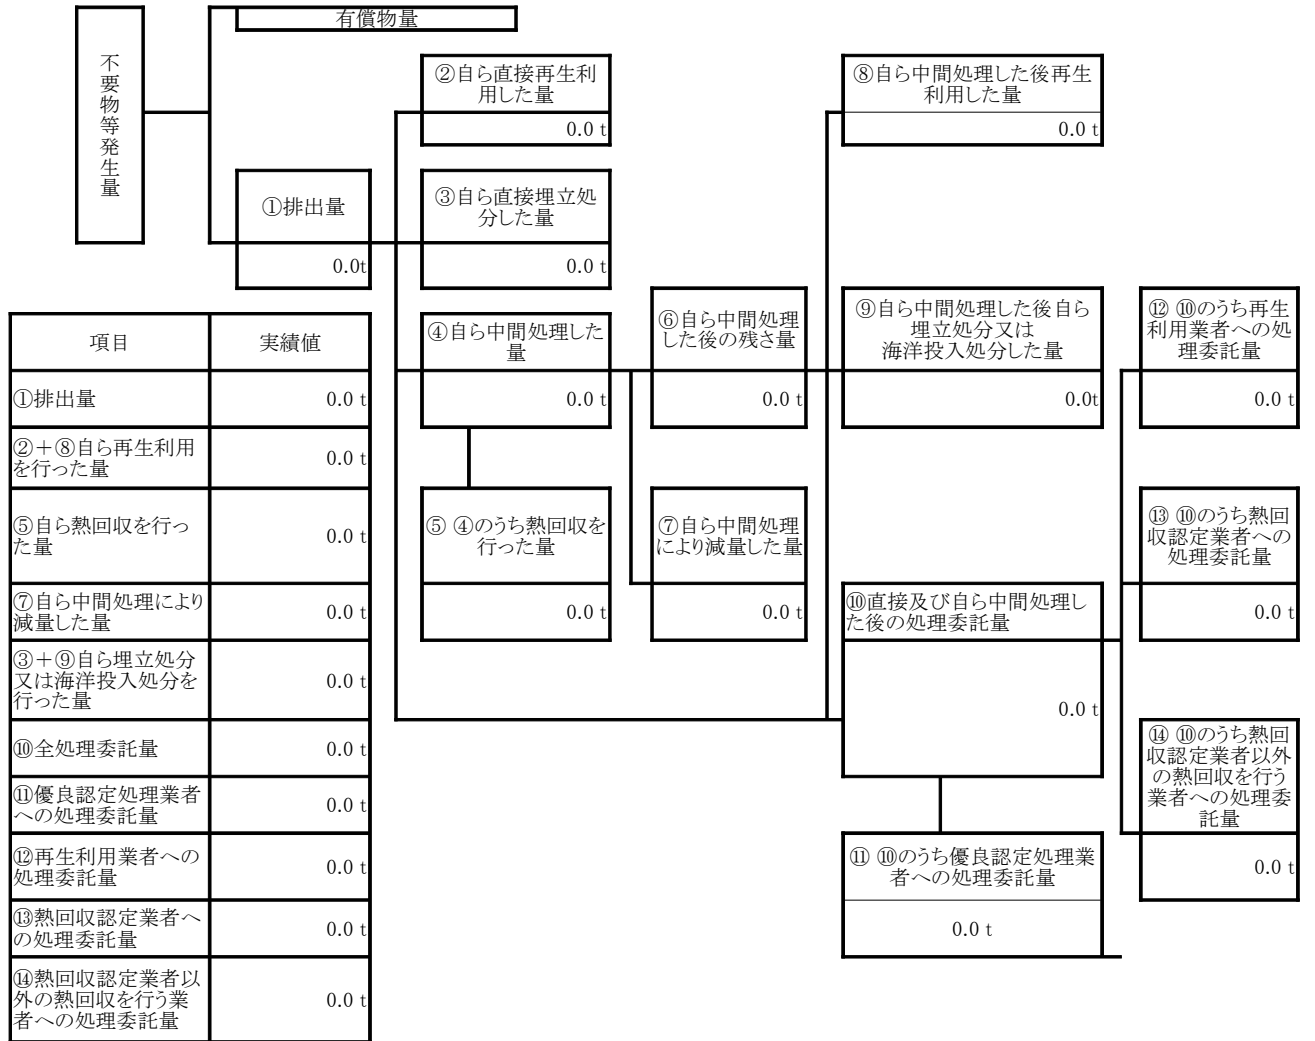 有償物量
不要物等発生量
②自ら直接再生利
用した量
0.0 t
⑧自ら中間処理した後再生
利用した量
0.0 t
①排出量
0.0t
③自ら直接埋立処
分した量
0.0 t
④自ら中間処理した
量
0.0 t
⑥自ら中間処理
した後の残さ量
0.0 t
⑨自ら中間処理した後自ら
埋立処分又は
海洋投入処分した量
0.0t
⑫ ⑩のうち再生
利用業者への処
理委託量
0.0 t
⑤ ④のうち熱回収を
行った量
0.0 t
⑦自ら中間処理
により減量した量
0.0 t
⑩直接及び自ら中間処理し
た後の処理委託量
0.0 t
⑬ ⑩のうち熱回
収認定業者への
処理委託量
0.0 t
⑭ ⑩のうち熱回
収認定業者以外
の熱回収を行う
業者への処理委
託量
0.0 t
⑪ ⑩のうち優良認定処理業
者への処理委託量
0.0 t
項目
実績値
①排出量
0.0 t
②＋⑧自ら再生利用
を行った量
0.0 t
⑤自ら熱回収を行っ
た量
0.0 t
⑦自ら中間処理により
減量した量
0.0 t
③＋⑨自ら埋立処分
又は海洋投入処分を
行った量
0.0 t
⑩全処理委託量
0.0 t
⑪優良認定処理業者
への処理委託量
0.0 t
⑫再生利用業者への
処理委託量
0.0 t
⑬熱回収認定業者へ
の処理委託量
0.0 t
⑭熱回収認定業者以
外の熱回収を行う業
者への処理委託量
0.0 t